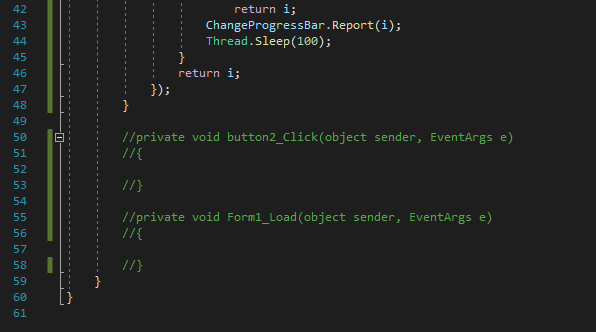 42 return i;
43 ChangeProgressBar.Report(i);
44 Thread.Sleep(100);
45 }
46 return i;
47 });
48 }
49
50 //private void button2_Click(object sender, EventArgs e)
51 //{
52
53 //}
54
55 //private void Form1_Load(object sender, EventArgs e)
56 //{
57
58 //}
59 }
60 }
61